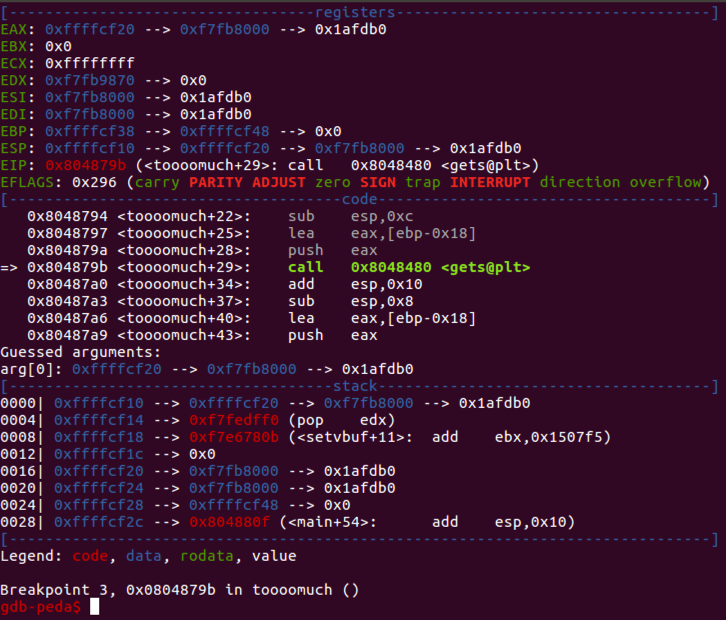 [----------------------------------registers-----------------------------------]
EAX: 0xffffcf20 --> 0xf7fb8000 --> 0x1afdb0
EBX: 0x0
ECX: 0xffffffff
EDX: 0xf7fb9870 --> 0x0
ESI: 0xf7fb8000 --> 0x1afdb0
EDI: 0xf7fb8000 --> 0x1afdb0
EBP: 0xffffcf38 --> 0xffffcf48 --> 0x0
ESP: 0xffffcf10 --> 0xffffcf20 --> 0xf7fb8000 --> 0x1afdb0
EIP: 0x804879b (<toooomuch+29>: call   0x8048480 <gets@plt>)
EFLAGS: 0x296 (carry PARITY ADJUST zero SIGN trap INTERRUPT direction overflow)
[-------------------------------------code-------------------------------------]
   0x8048794 <toooomuch+22>:    sub    esp,0xc
   0x8048797 <toooomuch+25>:    lea    eax,[ebp-0x18]
   0x804879a <toooomuch+28>:    push   eax
=> 0x804879b <toooomuch+29>:    call   0x8048480 <gets@plt>
   0x80487a0 <toooomuch+34>:    add    esp,0x10
   0x80487a3 <toooomuch+37>:    sub    esp,0x8
   0x80487a6 <toooomuch+40>:    lea    eax,[ebp-0x18]
   0x80487a9 <toooomuch+43>:    push   eax
Guessed arguments:
arg[0]: 0xffffcf20 --> 0xf7fb8000 --> 0x1afdb0
[------------------------------------stack-------------------------------------]
0000| 0xffffcf10 --> 0xffffcf20 --> 0xf7fb8000 --> 0x1afdb0
0004| 0xffffcf14 --> 0xf7fedff0 (pop    edx)
0008| 0xffffcf18 --> 0xf7e6780b (<setvbuf+11>:  add    ebx,0x1507f5)
0012| 0xffffcf1c --> 0x0
0016| 0xffffcf20 --> 0xf7fb8000 --> 0x1afdb0
0020| 0xffffcf24 --> 0xf7fb8000 --> 0x1afdb0
0024| 0xffffcf28 --> 0xffffcf48 --> 0x0
0028| 0xffffcf2c --> 0x804880f (<main+54>:      add    esp,0x10)
[------------------------------------------------------------------------------]
Legend: code, data, rodata, value

Breakpoint 3, 0x0804879b in toooomuch ()
gdb-peda$